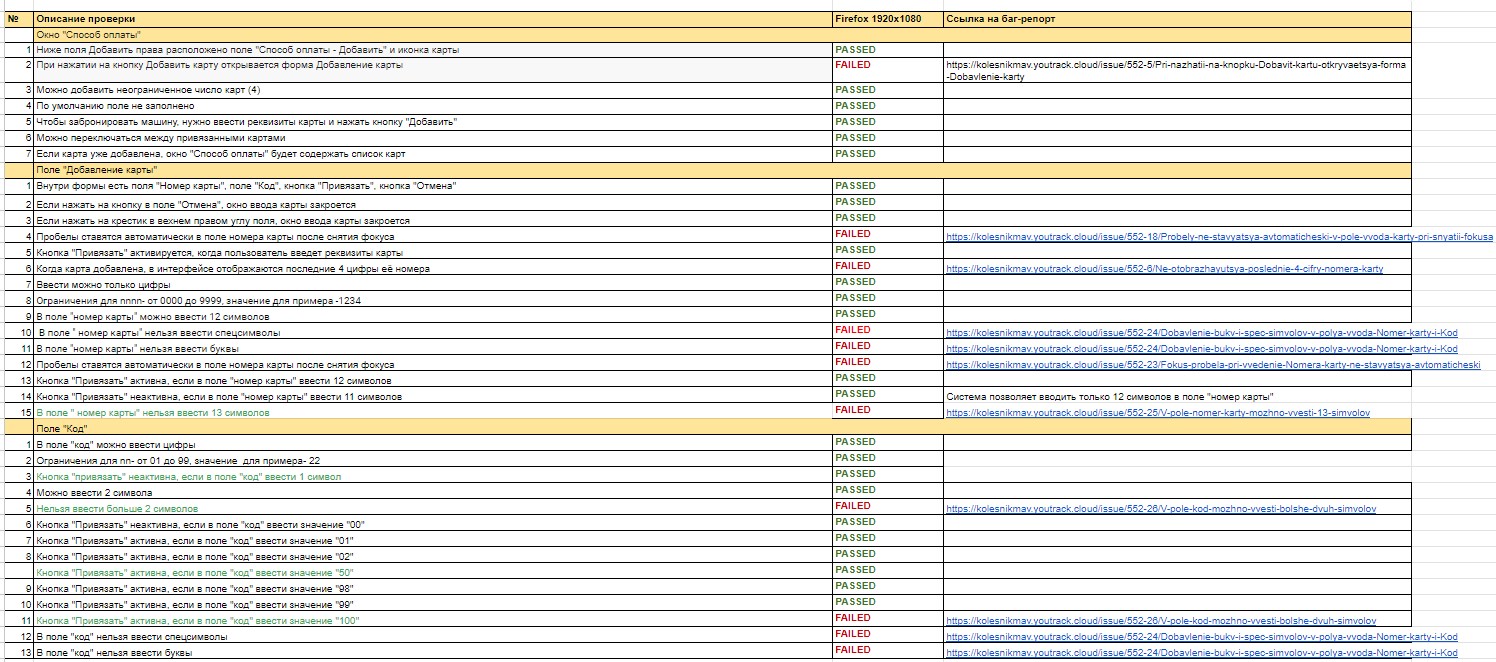 № Описание проверки Firefox 1920x1080 Ссылка на баг-репорт
Окно "Способ оплаты"
1 Ниже поля Добавить права расположено поле "Способ оплаты - Добавить" и иконка карты PASSED
2 При нажатии на кнопку Добавить карту открывается форма Добавление карты FAILED https://kolesnikmav.youtrack.cloud/issue/552-5/Pri-nazhatii-na-knopku-Dobavit-kartu-otkryvaetsya-forma
-Dobavlenie-karty
3 Можно добавить неограниченное число карт (4) PASSED
4 По умолчанию поле не заполнено PASSED
5 Чтобы забронировать машину, нужно ввести реквизиты карты и нажать кнопку "Добавить" PASSED
6 Можно переключаться между привязанными картами PASSED
7 Если карта уже добавлена, окно "Способ оплаты" будет содержать список карт PASSED
Поле "Добавление карты"
1 Внутри формы есть поля "Номер карты", поле "Код", кнопка "Привязать", кнопка "Отмена" PASSED
2 Если нажать на кнопку в поле "Отмена", окно ввода карты закроется PASSED
3 Если нажать на крестик в вехнем правом углу поля, окно ввода карты закроется PASSED
4 Пробелы ставятся автоматически в поле номера карты после снятия фокуса FAILED https://kolesnikmav.youtrack.cloud/issue/552-18/Probely-ne-stavyatsya-avtomaticheski-v-pole-vvoda-karty-pri-snyatii-fokusa
5 Кнопка "Привязать" активируется, когда пользователь введет реквизиты карты PASSED
6 Когда карта добавлена, в интерфейсе отображаются последние 4 цифры её номера FAILED https://kolesnikmav.youtrack.cloud/issue/552-6/Ne-otobrazhayutsya-poslednie-4-cifry-nomera-karty
7 Ввести можно только цифры PASSED
8 Ограничения для nnnn- от 0000 до 9999, значение для примера -1234 PASSED
9 В поле "номер карты" можно ввести 12 символов PASSED
10 В поле " номер карты" нельзя ввести спецсимволы FAILED https://kolesnikmav.youtrack.cloud/issue/552-24/Dobavlenie-bukv-i-spec-simvolov-v-polya-vvoda-Nomer-karty-i-Kod
11 В поле "номер карты" нельзя ввести буквы FAILED https://kolesnikmav.youtrack.cloud/issue/552-24/Dobavlenie-bukv-i-spec-simvolov-v-polya-vvoda-Nomer-karty-i-Kod
12 Пробелы ставятся автоматически в поле номера карты после снятия фокуса FAILED https://kolesnikmav.youtrack.cloud/issue/552-23/Fokus-probela-pri-vvedenie-Nomera-karty-ne-stavyatsya-avtomaticheski
13 Кнопка "Привязать" активна, если в поле "номер карты" ввести 12 символов PASSED
14 Кнопка "Привязать" неактивна, если в поле "номер карты" ввести 11 символов PASSED Система позволяет вводить только 12 символов в поле "номер карты"
15 В поле " номер карты" нельзя ввести 13 символов FAILED https://kolesnikmav.youtrack.cloud/issue/552-25/V-pole-nomer-karty-mozhno-vvesti-13-simvolov
Поле "Код"
1 В поле "код" можно ввести цифры PASSED
2 Ограничения для nn- от 01 до 99, значение для примера- 22 PASSED
3 Кнопка "привязать" неактивна, если в поле "код" ввести 1 символ PASSED
4 Можно ввести 2 символа PASSED
5 Нельзя ввести больше 2 символов FAILED https://kolesnikmav.youtrack.cloud/issue/552-26/V-pole-kod-mozhno-vvesti-bolshe-dvuh-simvolov
6 Кнопка "Привязать" неактивна, если в поле "код" ввести значение "00" PASSED
7 Кнопка "Привязать" активна, если в поле "код" ввести значение "01" PASSED
8 Кнопка "Привязать" активна, если в поле "код" ввести значение "02" PASSED
Кнопка "Привязать" активна, если в поле "код" ввести значение "50" PASSED
9 Кнопка "Привязать" активна, если в поле "код" ввести значение "98" PASSED
10 Кнопка "Привязать" активна, если в поле "код" ввести значение "99" PASSED
11 Кнопка "Привязать" активна, если в поле "код" ввести значение "100" FAILED https://kolesnikmav.youtrack.cloud/issue/552-26/V-pole-kod-mozhno-vvesti-bolshe-dvuh-simvolov
12 В поле "код" нельзя ввести спецсимволы FAILED https://kolesnikmav.youtrack.cloud/issue/552-24/Dobavlenie-bukv-i-spec-simvolov-v-polya-vvoda-Nomer-karty-i-Kod
13 В поле "код" нельзя ввести буквы FAILED https://kolesnikmav.youtrack.cloud/issue/552-24/Dobavlenie-bukv-i-spec-simvolov-v-polya-vvoda-Nomer-karty-i-Kod